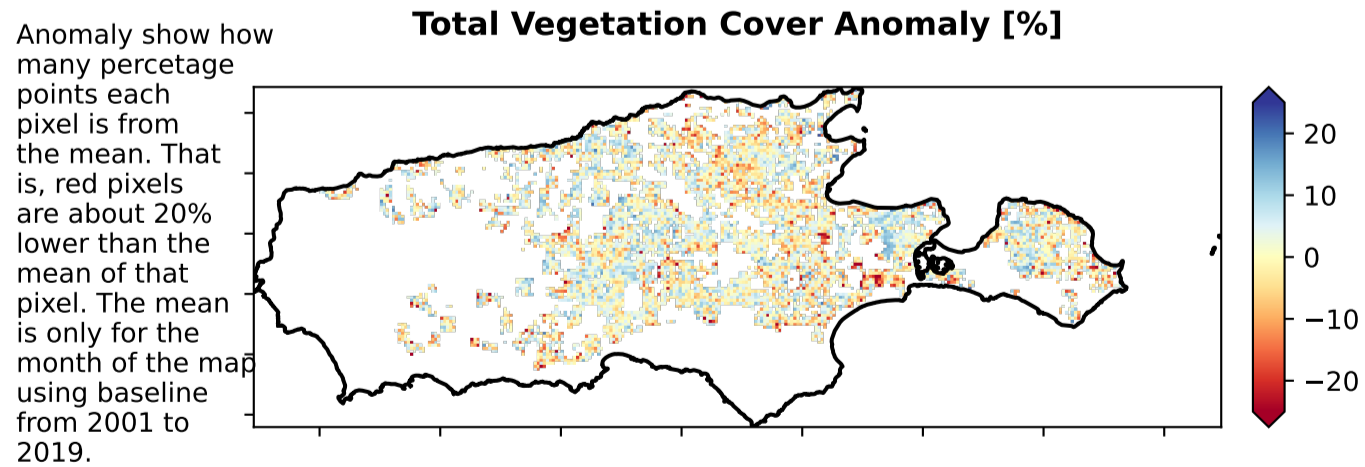 Total Vegetation Cover Anomaly [%]
Anomaly show how
many percetage
points each
pixel is from
the mean. That
is, red pixels
are about 20%
lower than the
mean of that
pixel. The mean
is only for the
month of the map
using baseline
from 2001 to
2019.
20
10
0
−10
−20